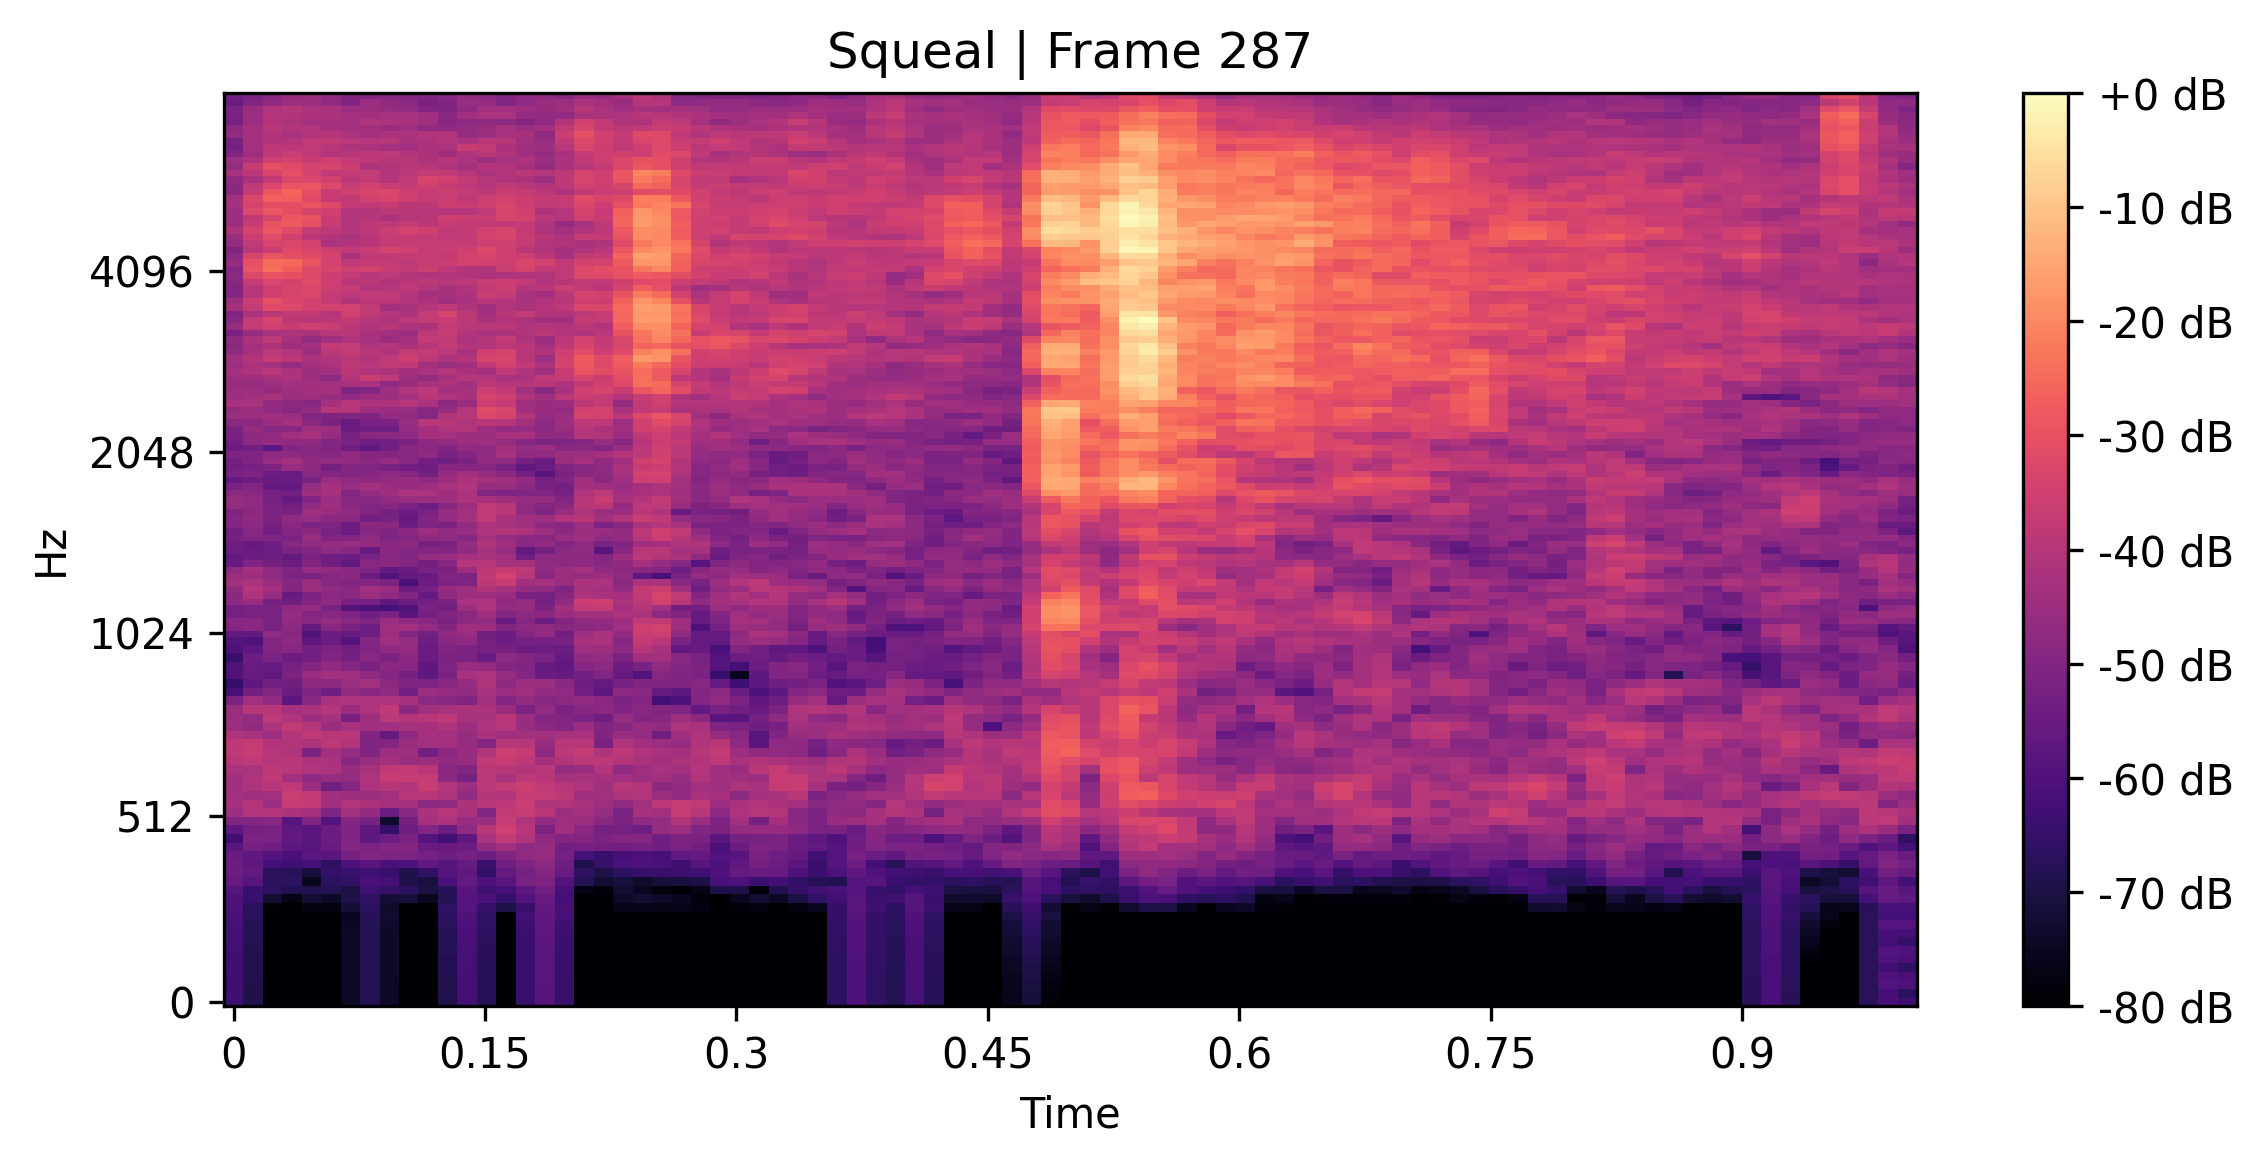 Squeal | Frame 287
+0 dB
-10 dB
-20 dB
-30 dB
-40 dB
-50 dB
-60 dB
-70 dB
-80 dB
Hz
4096
2048
1024
512
0
0 0.15 0.3 0.45 0.6 0.75 0.9
Time